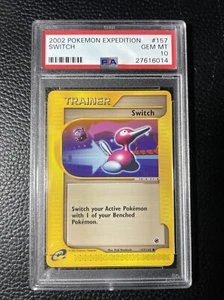 2002 POKEMON EXPEDITION #157
SWITCH GEM MT
10
PSA 27616014
TRAINER
Switch
Switch your Active Pokémon
with 1 of your Benched
Pokémon.
e